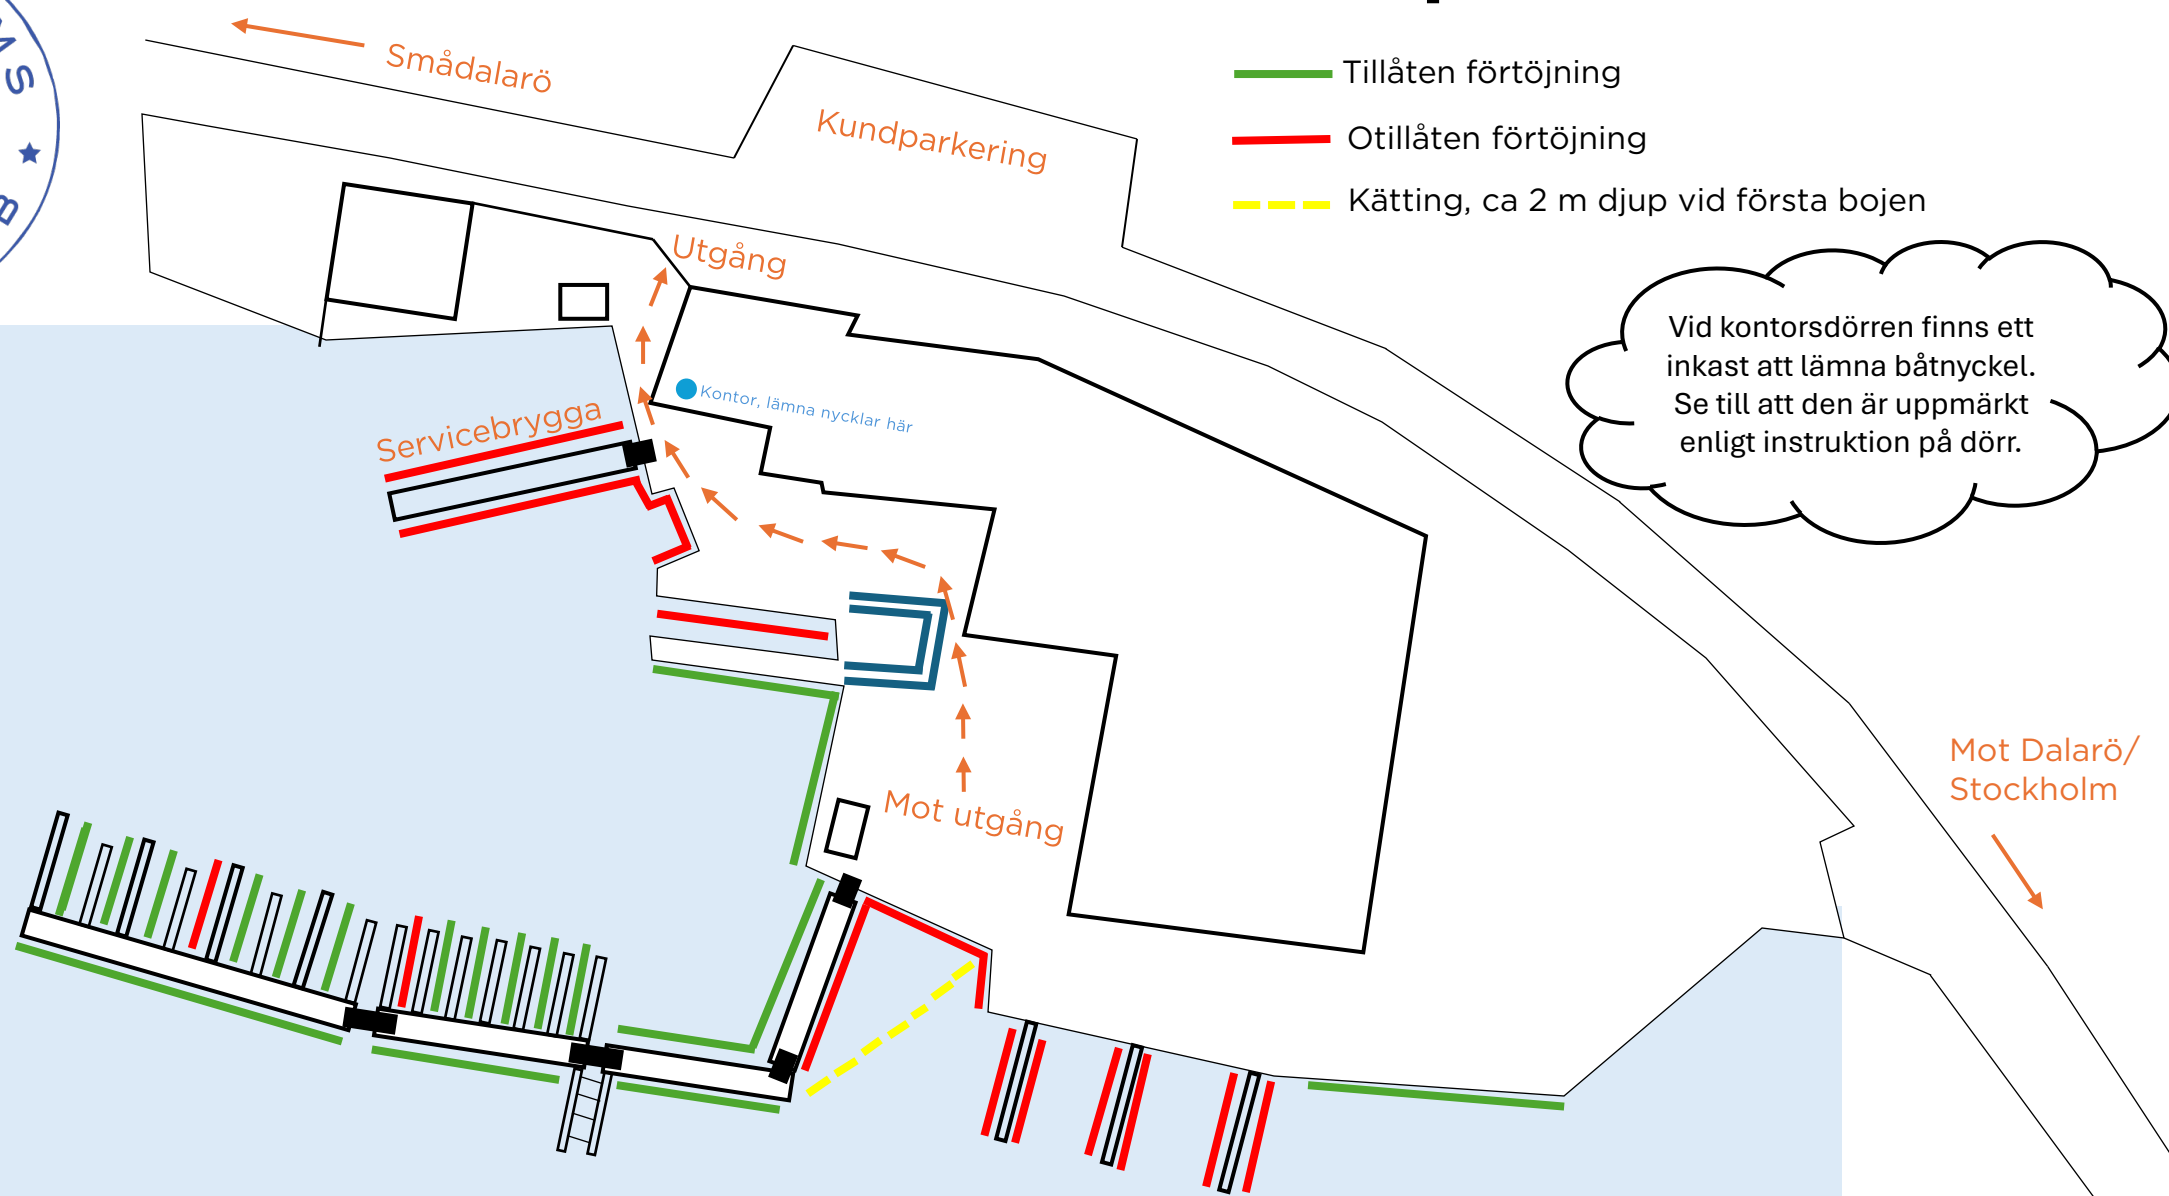 Smådalarö
Kundparkering
Tillåten förtöjning
Otillåten förtöjning
Kätting, ca 2 m djup vid första bojen
Utgång
Vid kontorsdörren finns ett
inkast att lämna båtnyckel.
Se till att den är uppmärkt
enligt instruktion på dörr.
Kontor, lämna nycklar här
Servicebrygga
Mot utgång
Mot Dalarö/
Stockholm